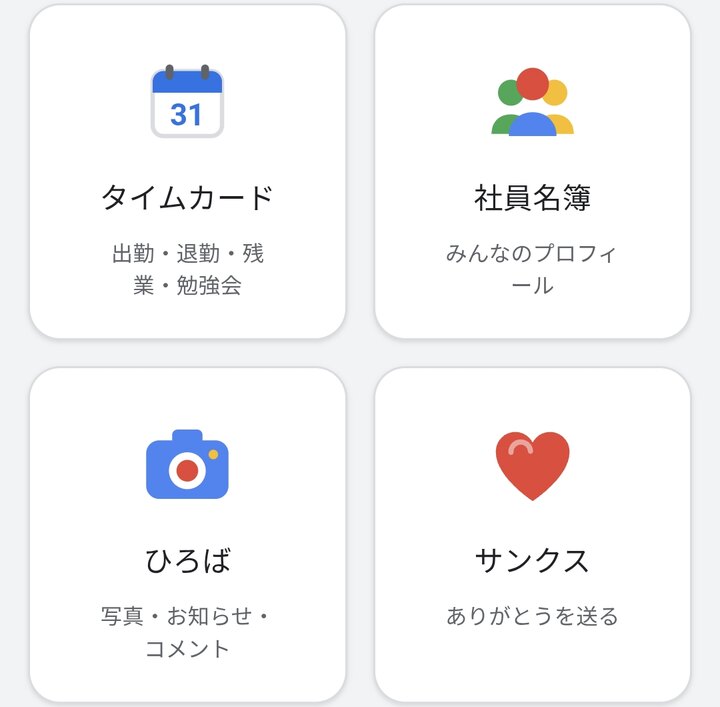 31
タイムカード
出勤・退勤・残
業・勉強会
社員名簿
みんなのプロフィ
ール
ひろば
写真・お知らせ・
コメント
サンクス
ありがとうを送る